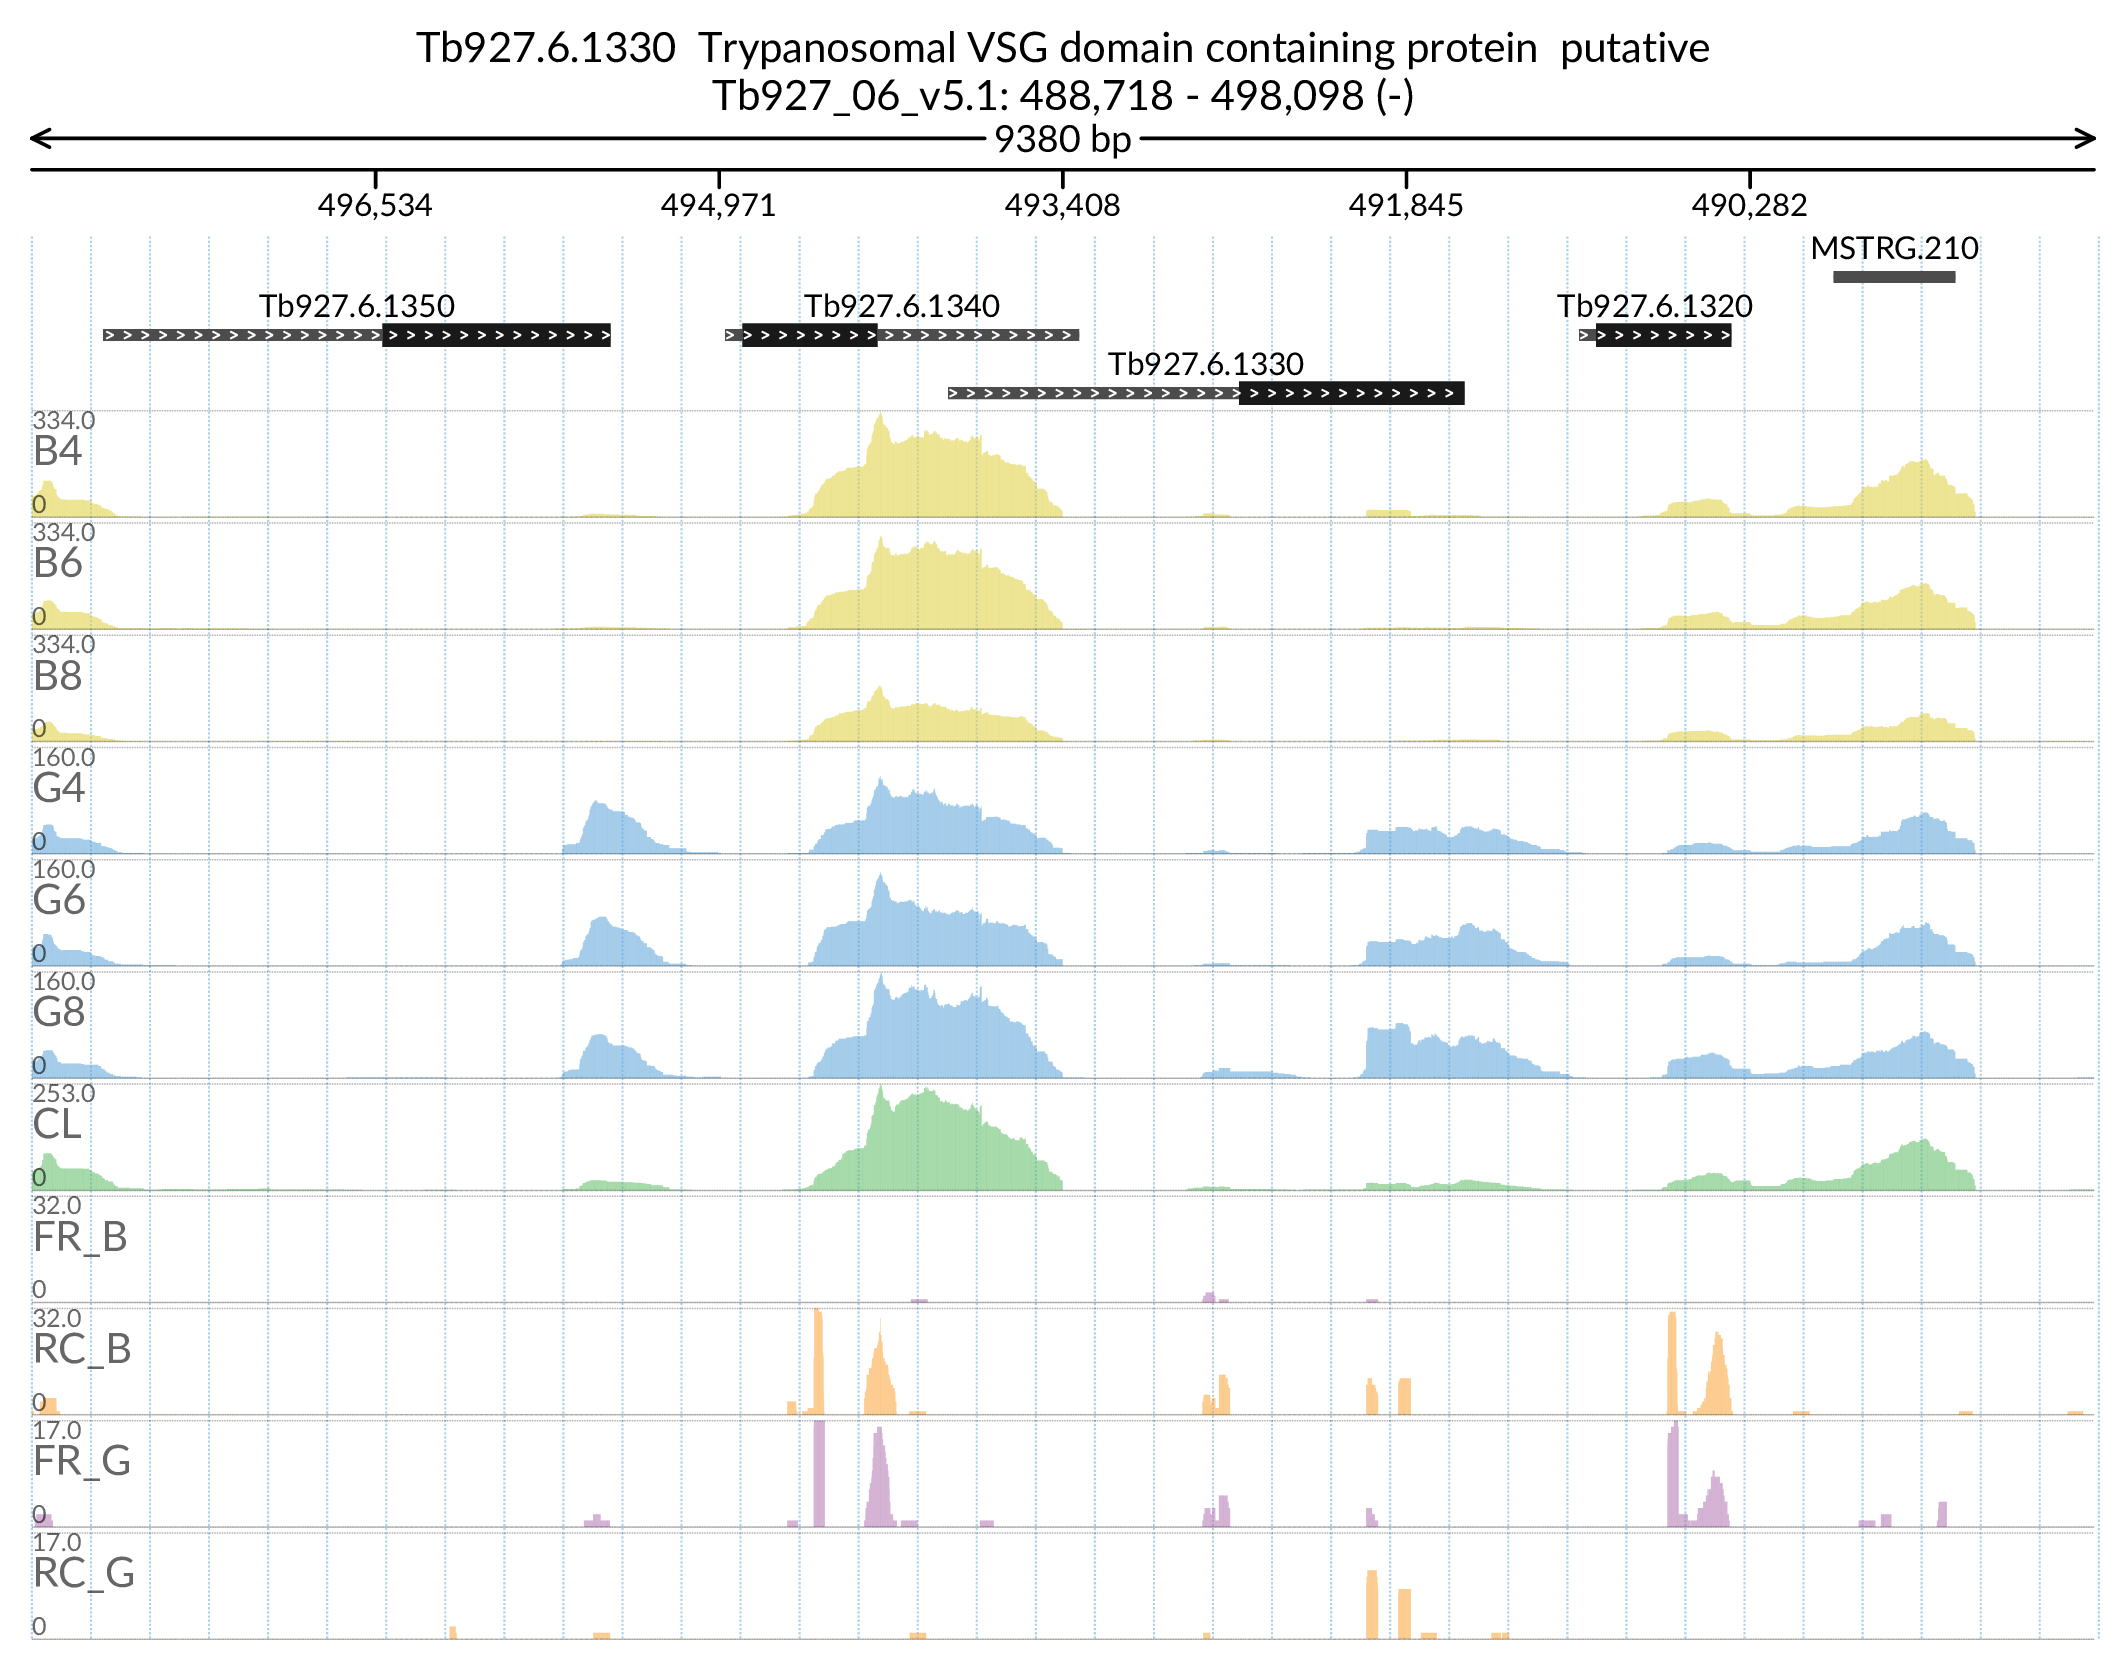 Tb927.6.1330  Trypanosomal VSG domain containing protein  putative
Tb927_06_v5.1: 488,718 - 498,098 (-)
9380 bp
496,534 494,971 493,408 491,845 490,282
MSTRG.210
Tb927.6.1350 Tb927.6.1340 Tb927.6.1320
Tb927.6.1330
334.0
B4
0
334.0
B6
0
334.0
B8
0
160.0
G4
0
160.0
G6
0
160.0
G8
0
253.0
CL
0
32.0
FR_B
0
32.0
RC_B
0
17.0
FR_G
0
17.0
RC_G
0